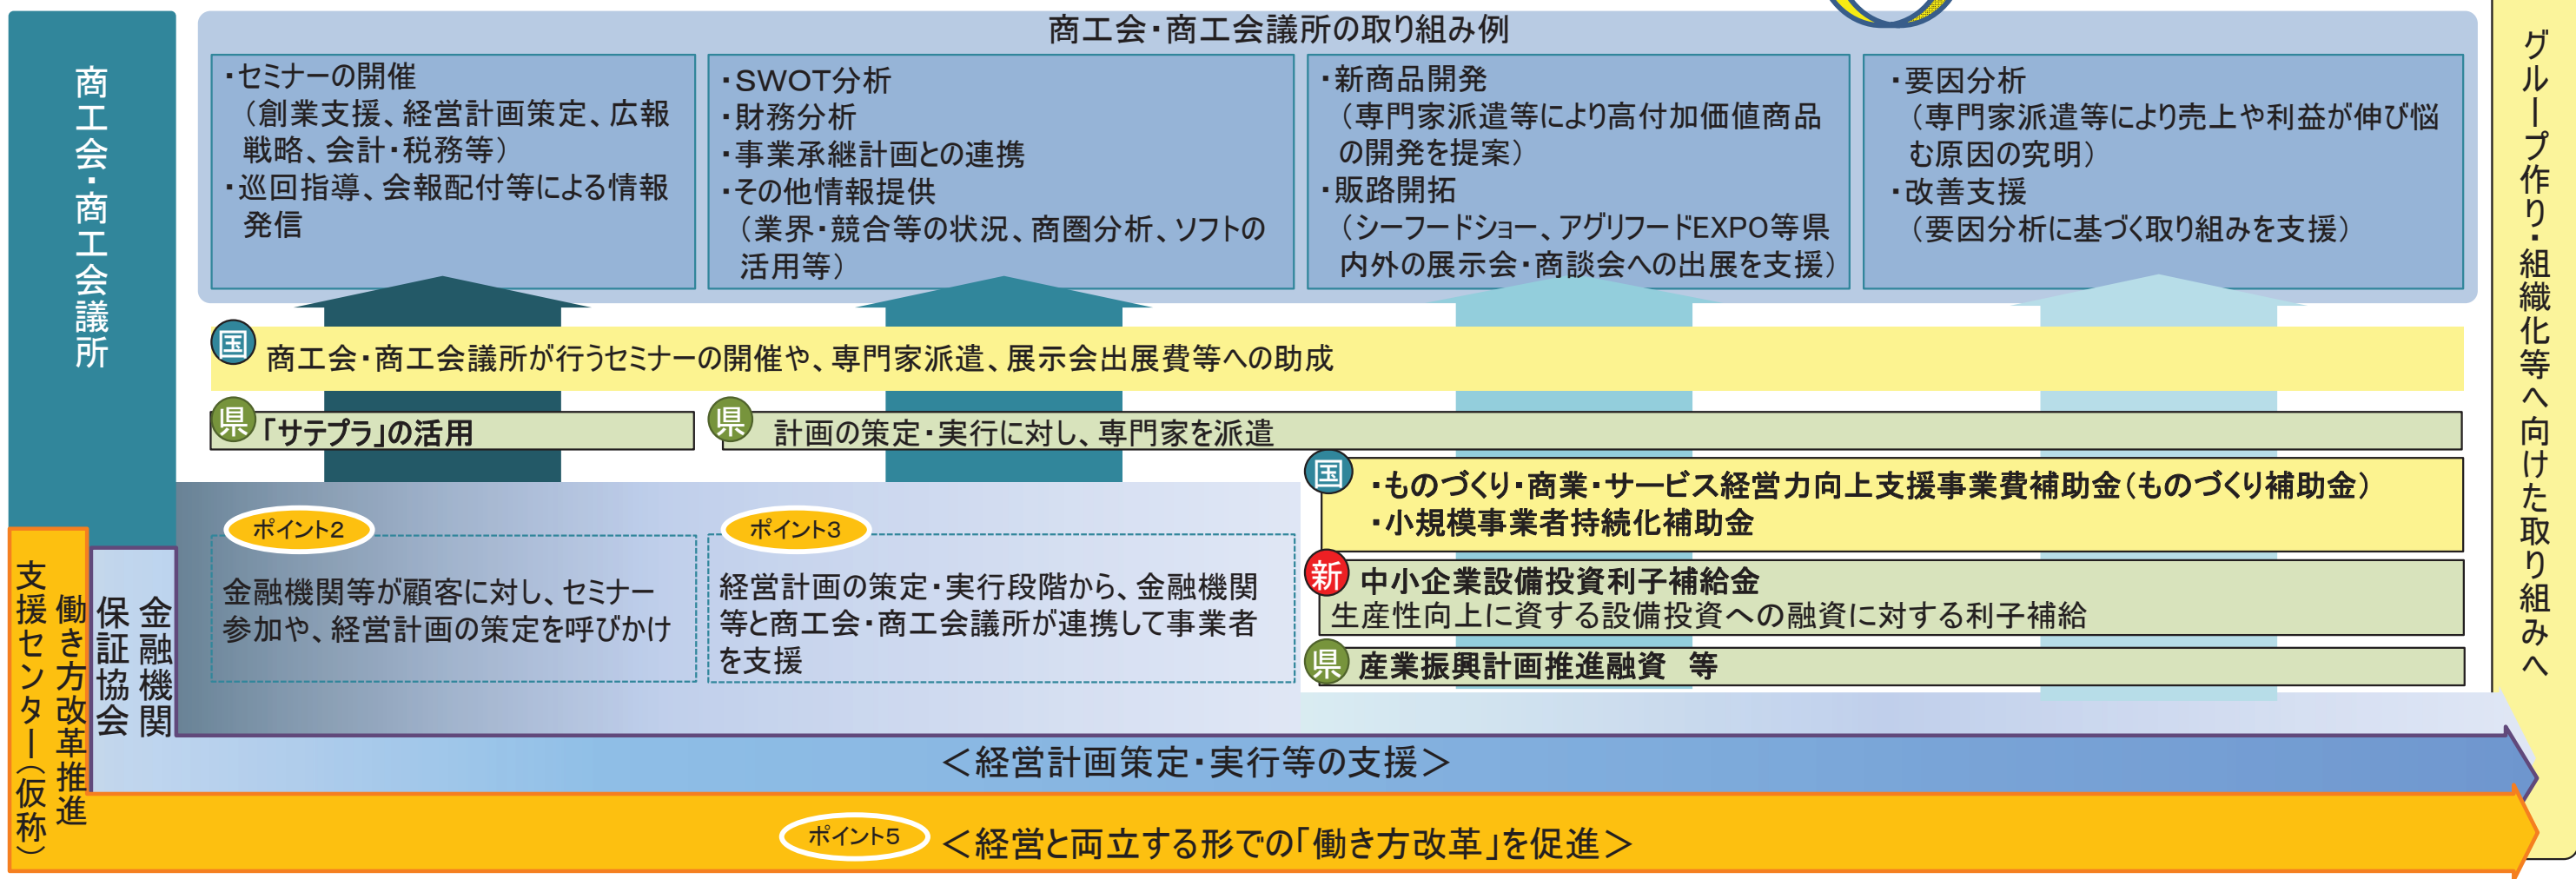 商工会・商工会議所の取り組み例
商工会・商工会議所
・セミナーの開催
（創業支援、経営計画策定、広報
戦略、会計・税務等）
・巡回指導、会報配付等による情報
発信
・SWOT分析
・財務分析
・事業承継計画との連携
・その他情報提供
（業界・競合等の状況、商圏分析、ソフトの
活用等）
・新商品開発
（専門家派遣等により高付加価値商品
の開発を提案）
・販路開拓
（シーフードショー、アグリフードEXPO等県
内外の展示会・商談会への出展を支援）
・要因分析
（専門家派遣等により売上や利益が伸び悩
む原因の究明）
・改善支援
（要因分析に基づく取り組みを支援）
グループ作り・組織化等へ向けた取り組みへ
国
商工会・商工会議所が行うセミナーの開催や、専門家派遣、展示会出展費等への助成
県
「サテプラ」の活用
県
計画の策定・実行に対し、専門家を派遣
国
・ものづくり・商業・サービス経営力向上支援事業費補助金（ものづくり補助金）
・小規模事業者持続化補助金
新
中小企業設備投資利子補給金
生産性向上に資する設備投資への融資に対する利子補給
県
産業振興計画推進融資　等
ポイント2
金融機関等が顧客に対し、セミナー
参加や、経営計画の策定を呼びかけ
ポイント3
経営計画の策定・実行段階から、金融機関
等と商工会・商工会議所が連携して事業者
を支援
金融機関
保証協会
働き方改革推進
支援センター（仮称）
＜経営計画策定・実行等の支援＞
ポイント5
＜経営と両立する形での「働き方改革」を促進＞